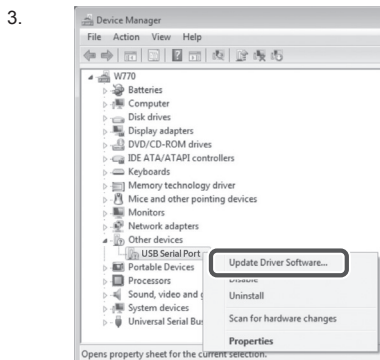 3.
Device Manager
File Action View Help
W770
Batteries
Computer
Disk drives
Display adapters
DVD/CD-ROM drives
IDE ATA/ATAPI controllers
Keyboards
Memory technology driver
Mice and other pointing devices
Monitors
Network adapters
Other devices
USB Serial Port
Portable Devices
Processors
Sound, video and g
System devices
Universal Serial Bus
Update Driver Software...
Disable
Uninstall
Scan for hardware changes
Properties
Opens property sheet for the current selection.